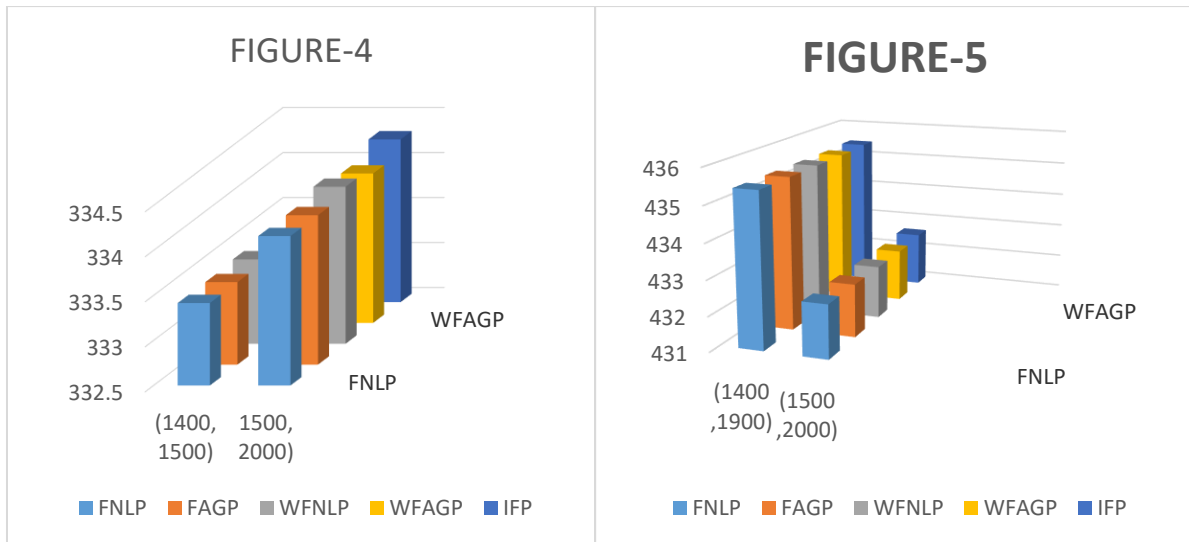 FIGURE-4
334.5
334
333.5
333
332.5
WFAGP
FNLP
(1400,
1500)
1500,
2000)
FNLP FAGP WFNLP WFAGP IFP
FIGURE-5
436
435
434
433
432
431
WFAGP
FNLP
(1400
,1900)
(1500
,2000)
FNLP FAGP WFNLP WFAGP IFP